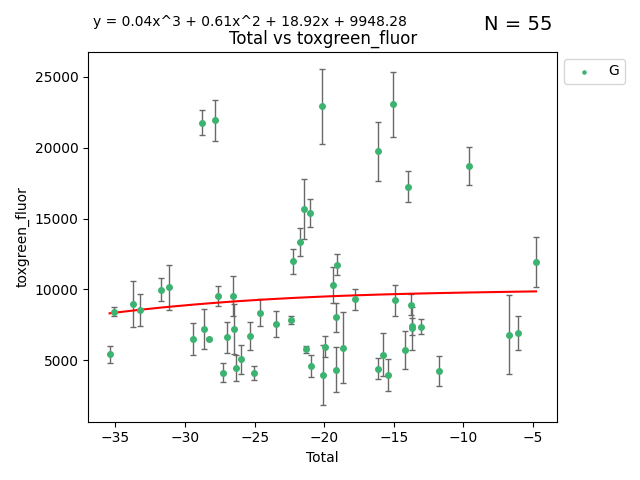 y = 0.04x^3 + 0.61x^2 + 18.92x + 9948.28
N = 55
Total vs toxgreen_fluor
G
25000
20000
15000
10000
5000
toxgreen_fluor
−35 −30 −25 −20 −15 −10 −5
Total